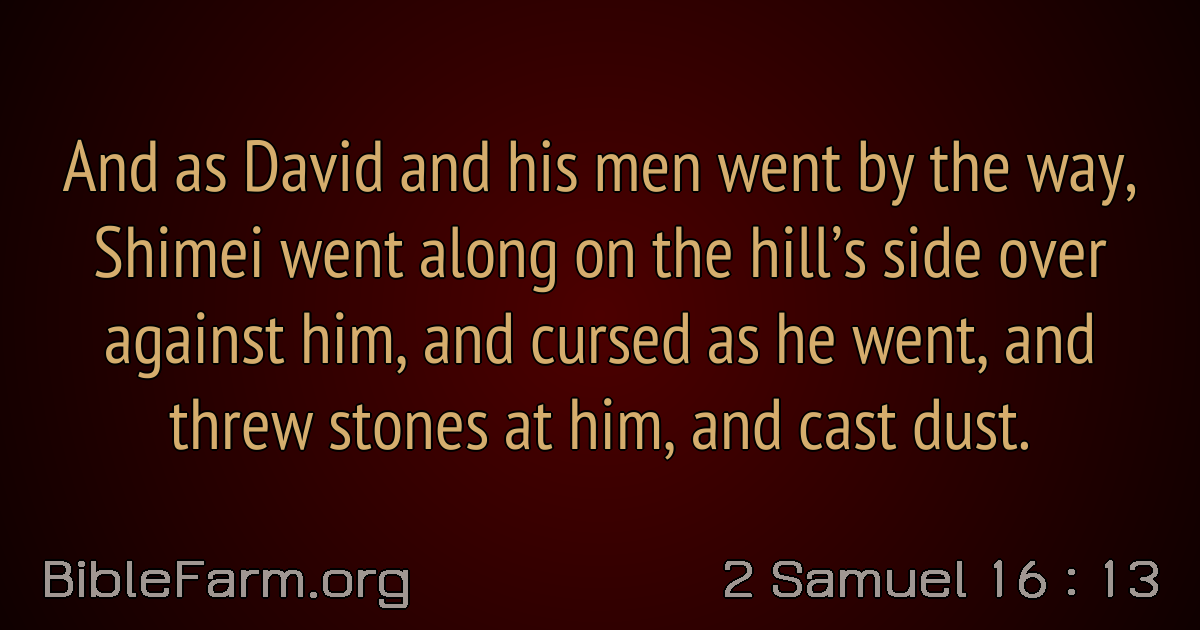 And as David and his men went by the way,
Shimei went along on the hill’s side over
against him, and cursed as he went, and
threw stones at him, and cast dust.
BibleFarm.org
2 Samuel 16 : 13